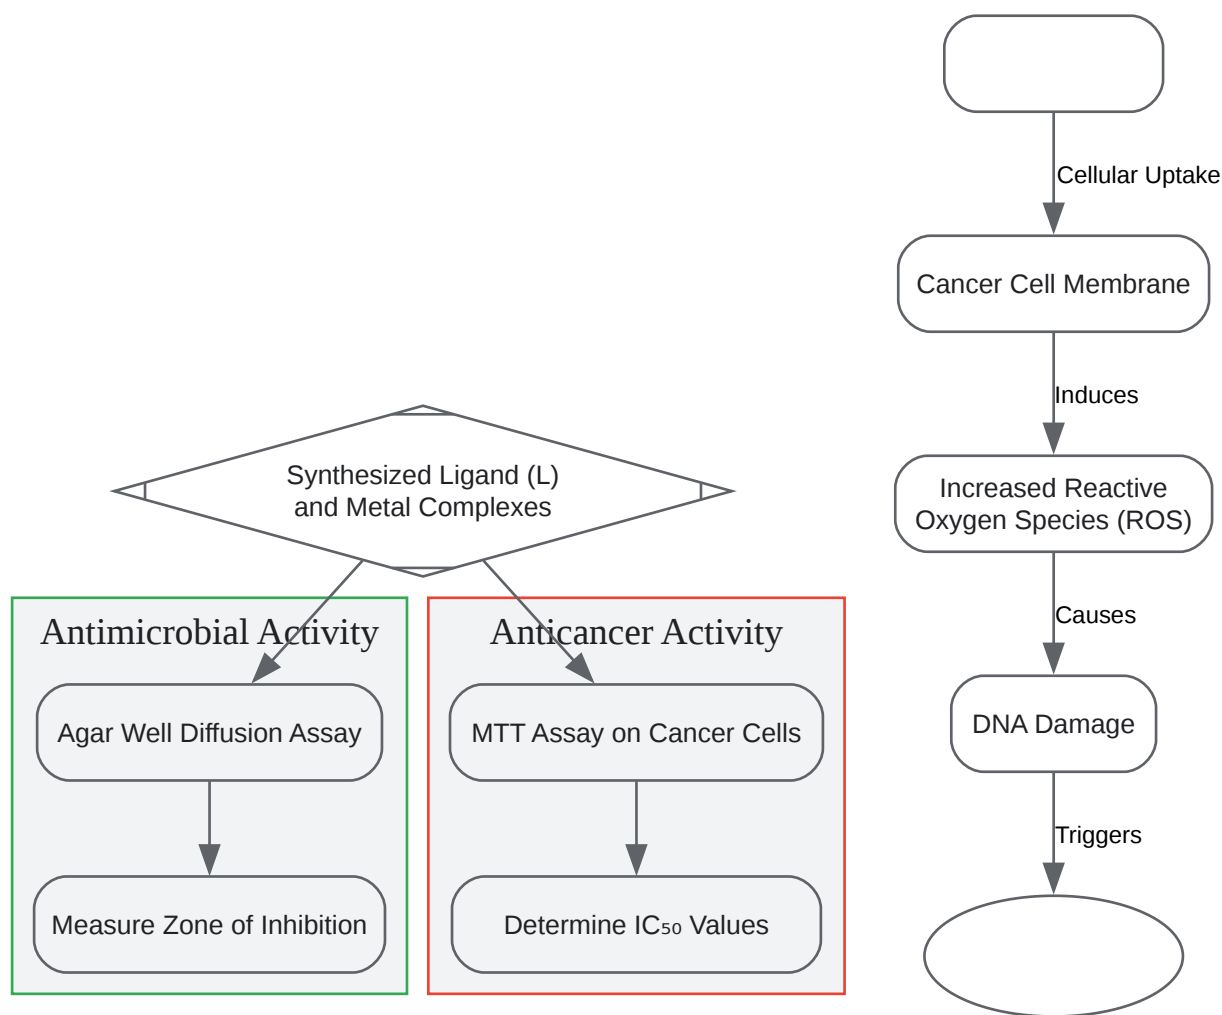 Synthesized Ligand (L)
and Metal Complexes
Antimicrobial Activity
Agar Well Diffusion Assay
Measure Zone of Inhibition
Anticancer Activity
MTT Assay on Cancer Cells
Determine IC₅₀ Values
Cellular Uptake
Cancer Cell Membrane
Induces
Increased Reactive
Oxygen Species (ROS)
Causes
DNA Damage
Triggers